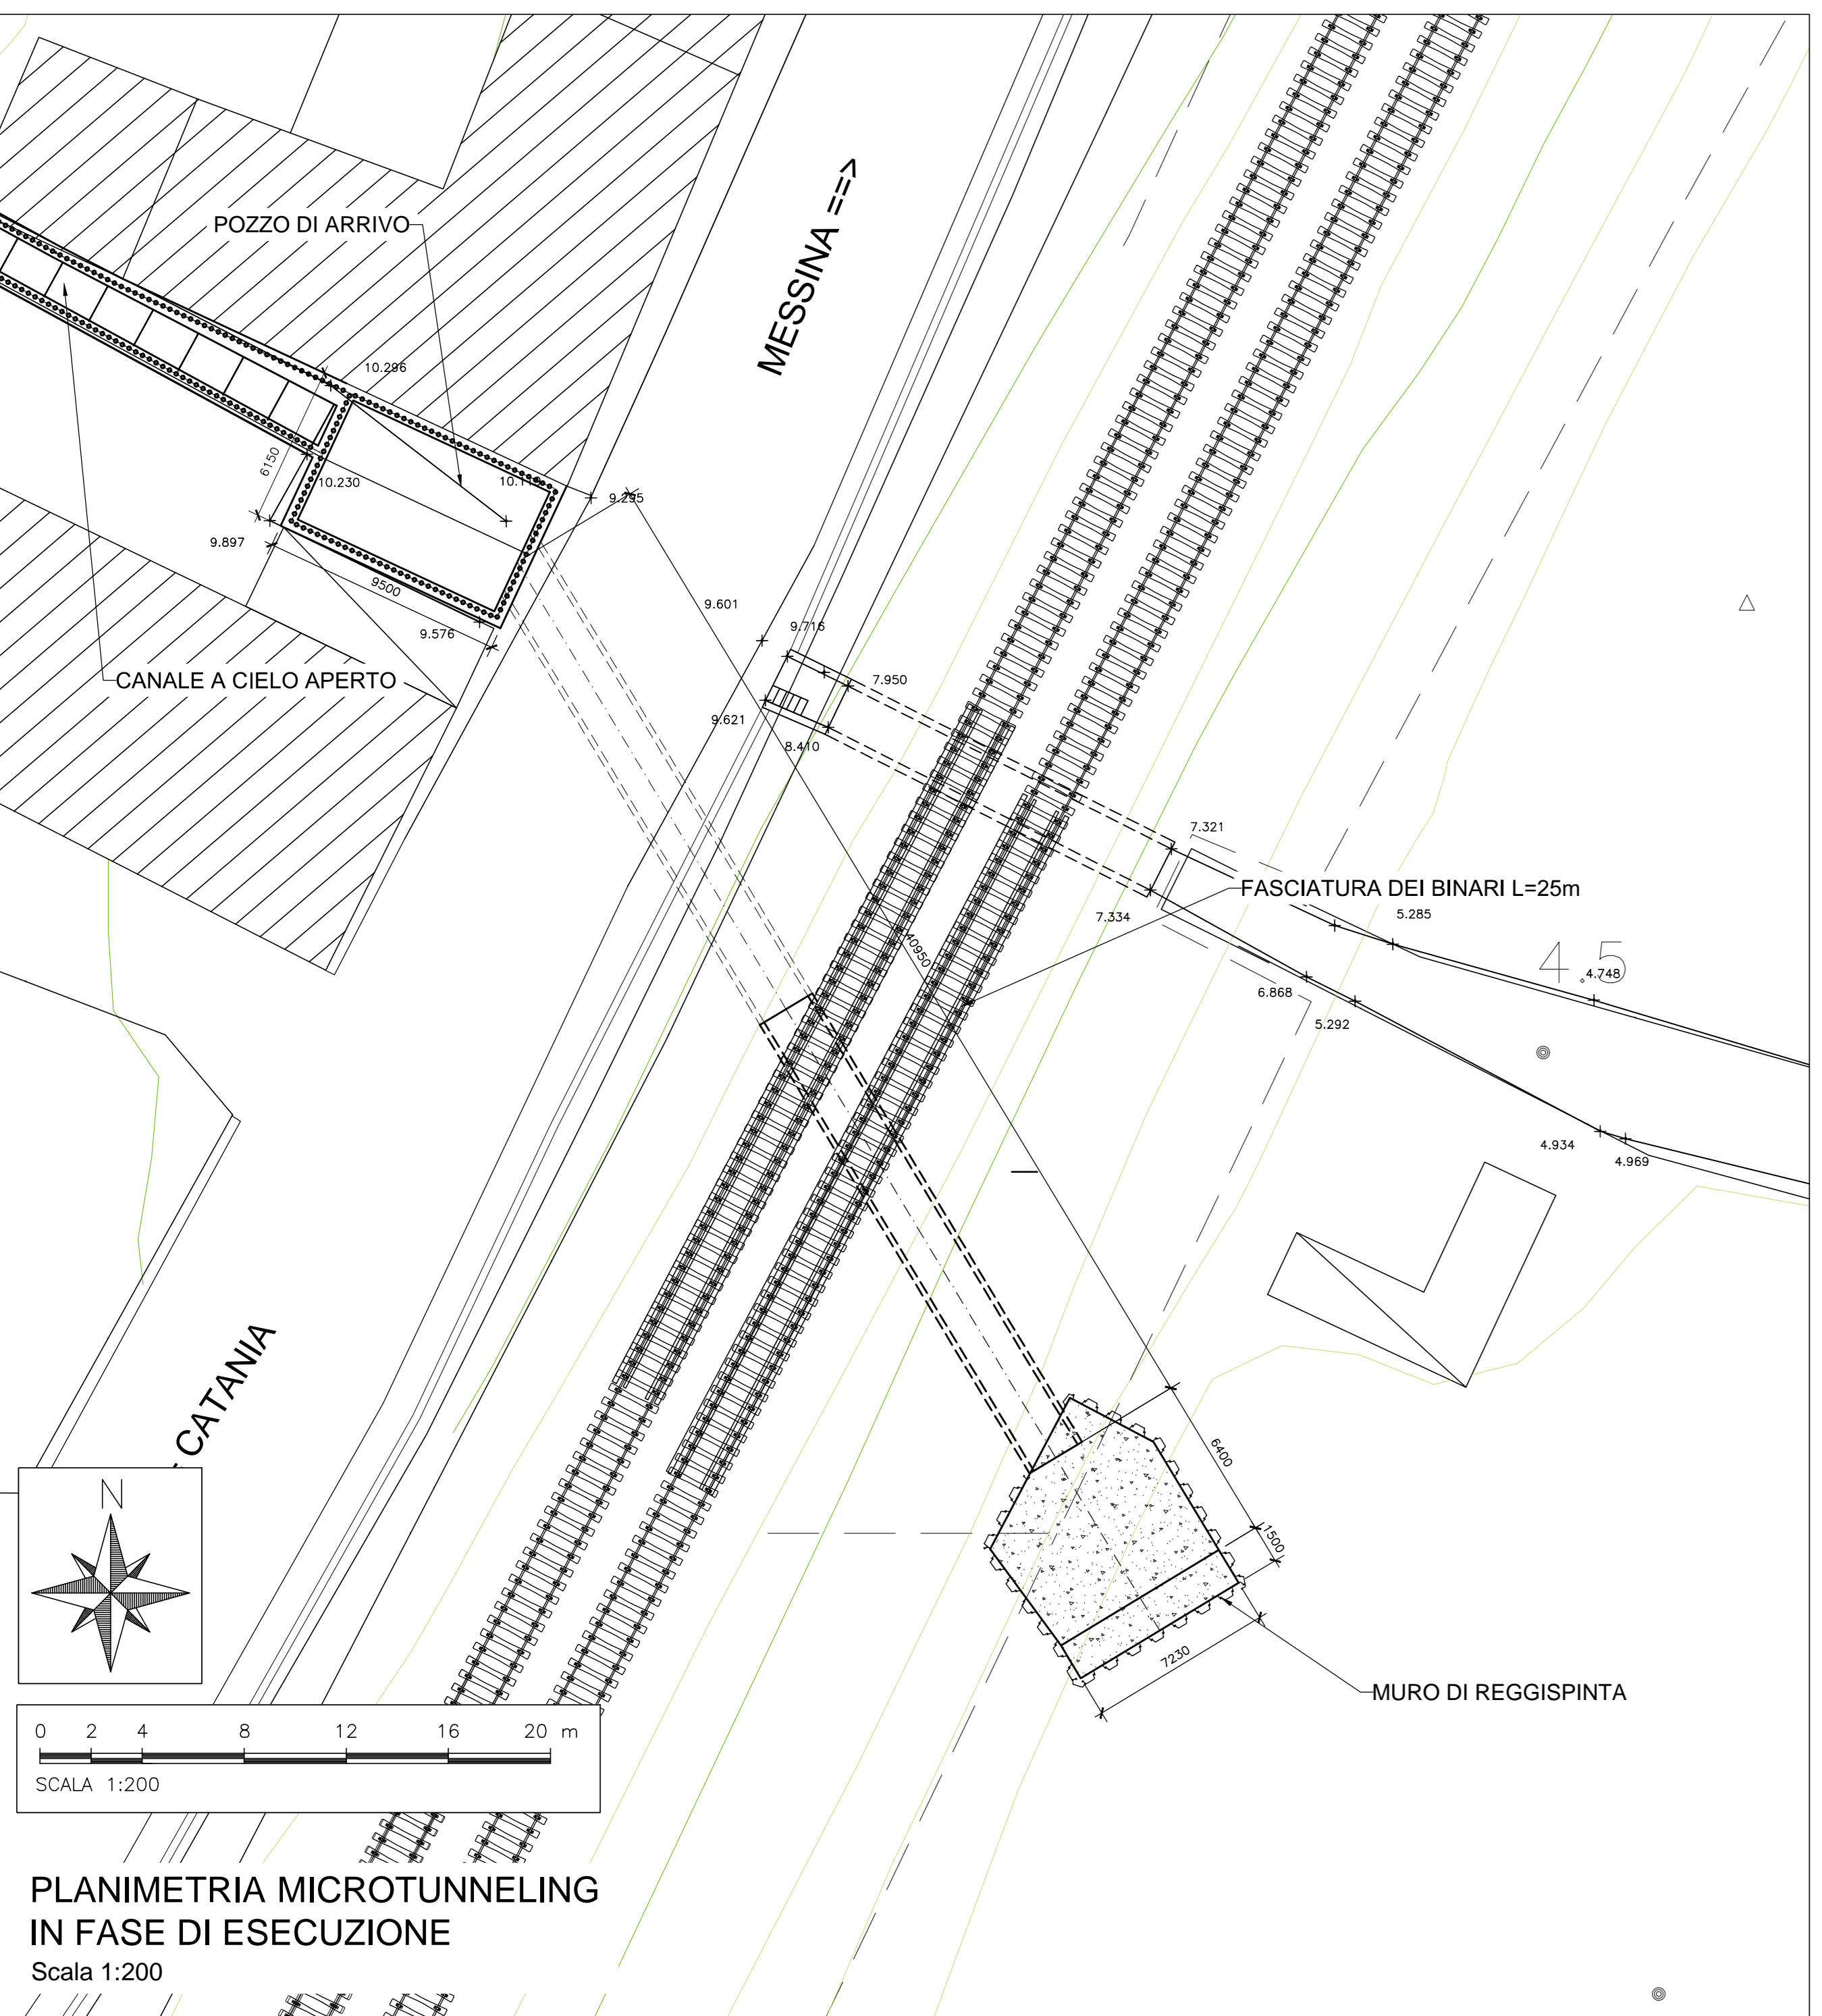 POZZO DI ARRIVO
MESSINA ==>
10.296
6150
10.230
9.295
9.897
9500
9.576
9.601
9.716
7.950
9.621
8.410
CANALE A CIELO APERTO
7.321
FASCIATURA DEI BINARI L=25m
7.334
5.285
40950
4.5
4.748
6.868
5.292
4.934
4.969
CATANIA
6400
1500
7230
MURO DI REGGISPINTA
N
0 2 4 8 12 16 20 m
SCALA 1:200
PLANIMETRIA MICROTUNNELING
IN FASE DI ESECUZIONE
Scala 1:200